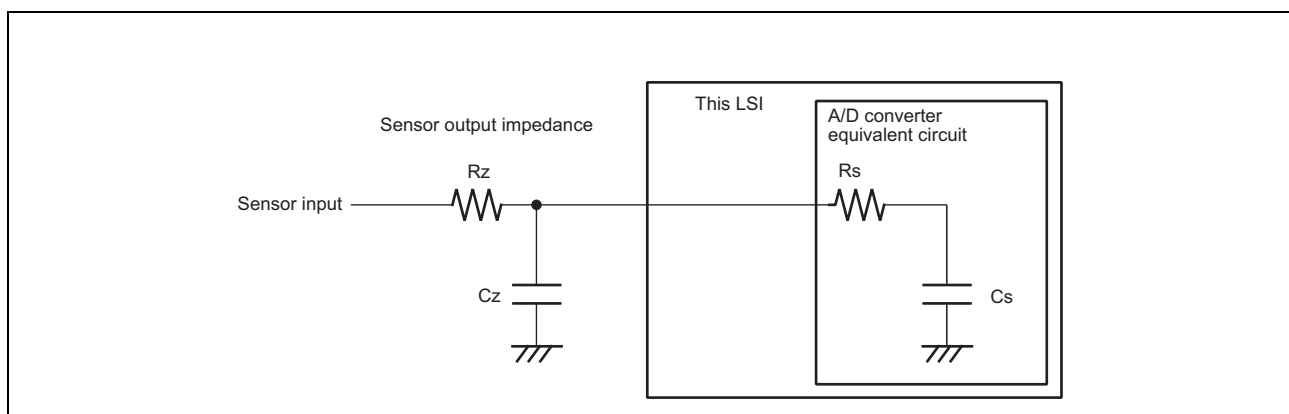 This LSI
A/D converter
equivalent circuit
Sensor output impedance
Rz
Rs
Sensor input
Cz
Cs